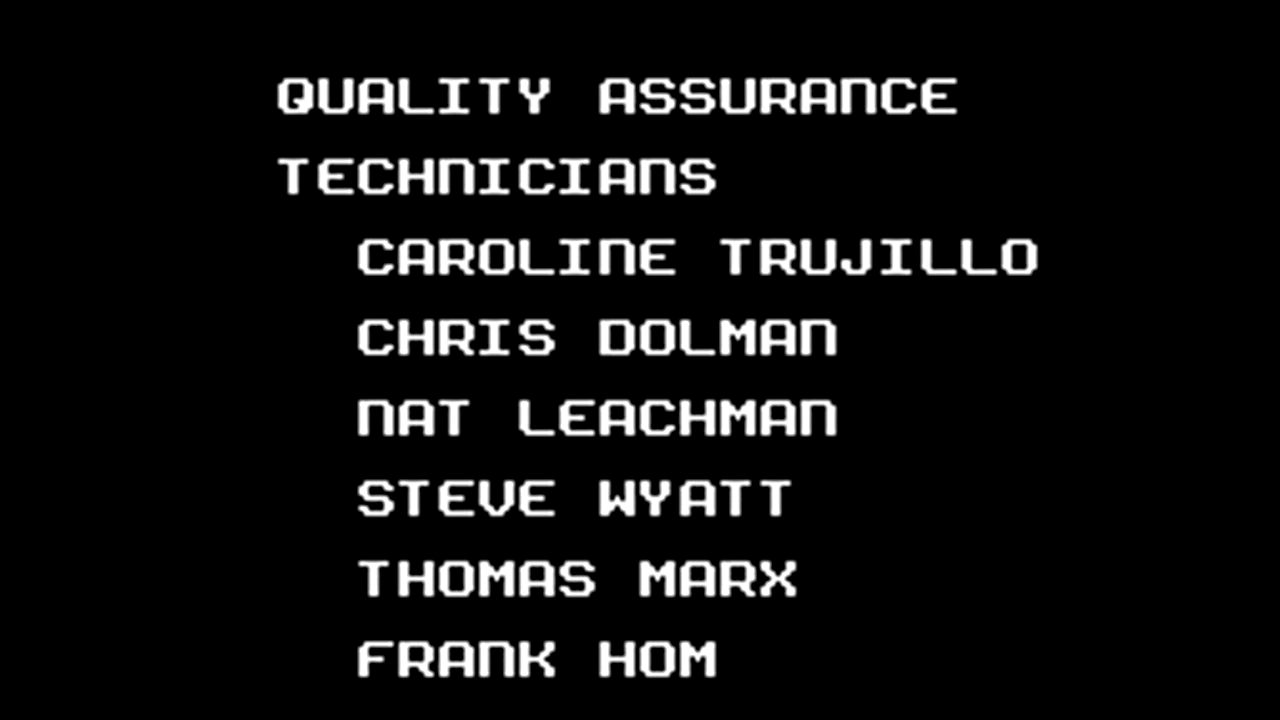 QUALITY ASSURANCE
TECHNICIANS
CAROLINE TRUJILLO
CHRIS DOLMAN
NAT LEACHMAN
STEVE WYATT
THOMAS MARX
FRANK HOM